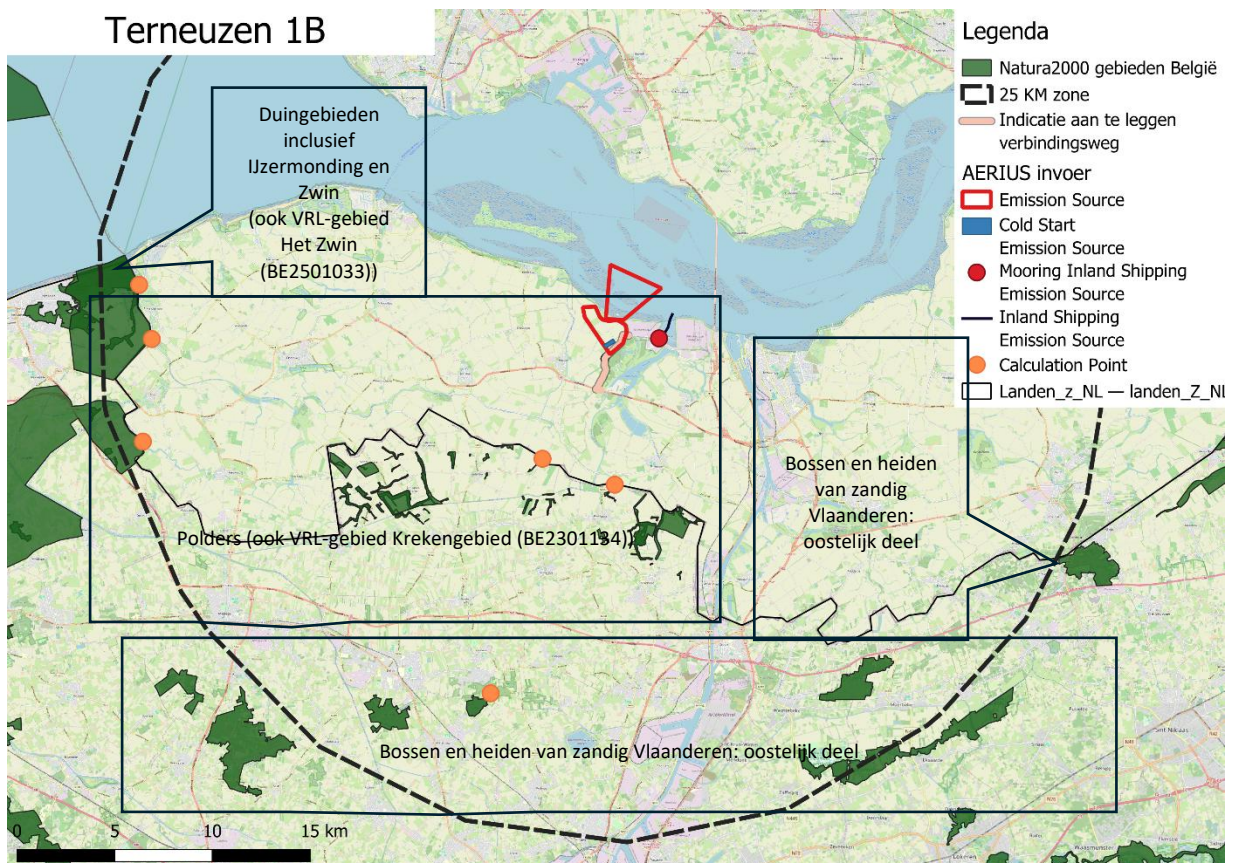 Terneuzen 1B
Duingebieden
inclusief
IJzermonding en
Zwin
(ook VRL-gebied
Het Zwin
(BE2501033))
Polders (ook VRL-gebied Krekengebied (BE2301134))
Bossen en heiden
van zandig
Vlaanderen:
oostelijk deel
Bossen en heiden van zandig Vlaanderen: oostelijk deel
0 5 10 15 km
Legenda
Natura2000 gebieden België
25 KM zone
Indicatie aan te leggen
verbindingsweg
AERIUS invoer
Emission Source
Cold Start
Emission Source
Mooring Inland Shipping
Emission Source
Inland Shipping
Emission Source
Calculation Point
Landen_z_NL — landen_Z_NL